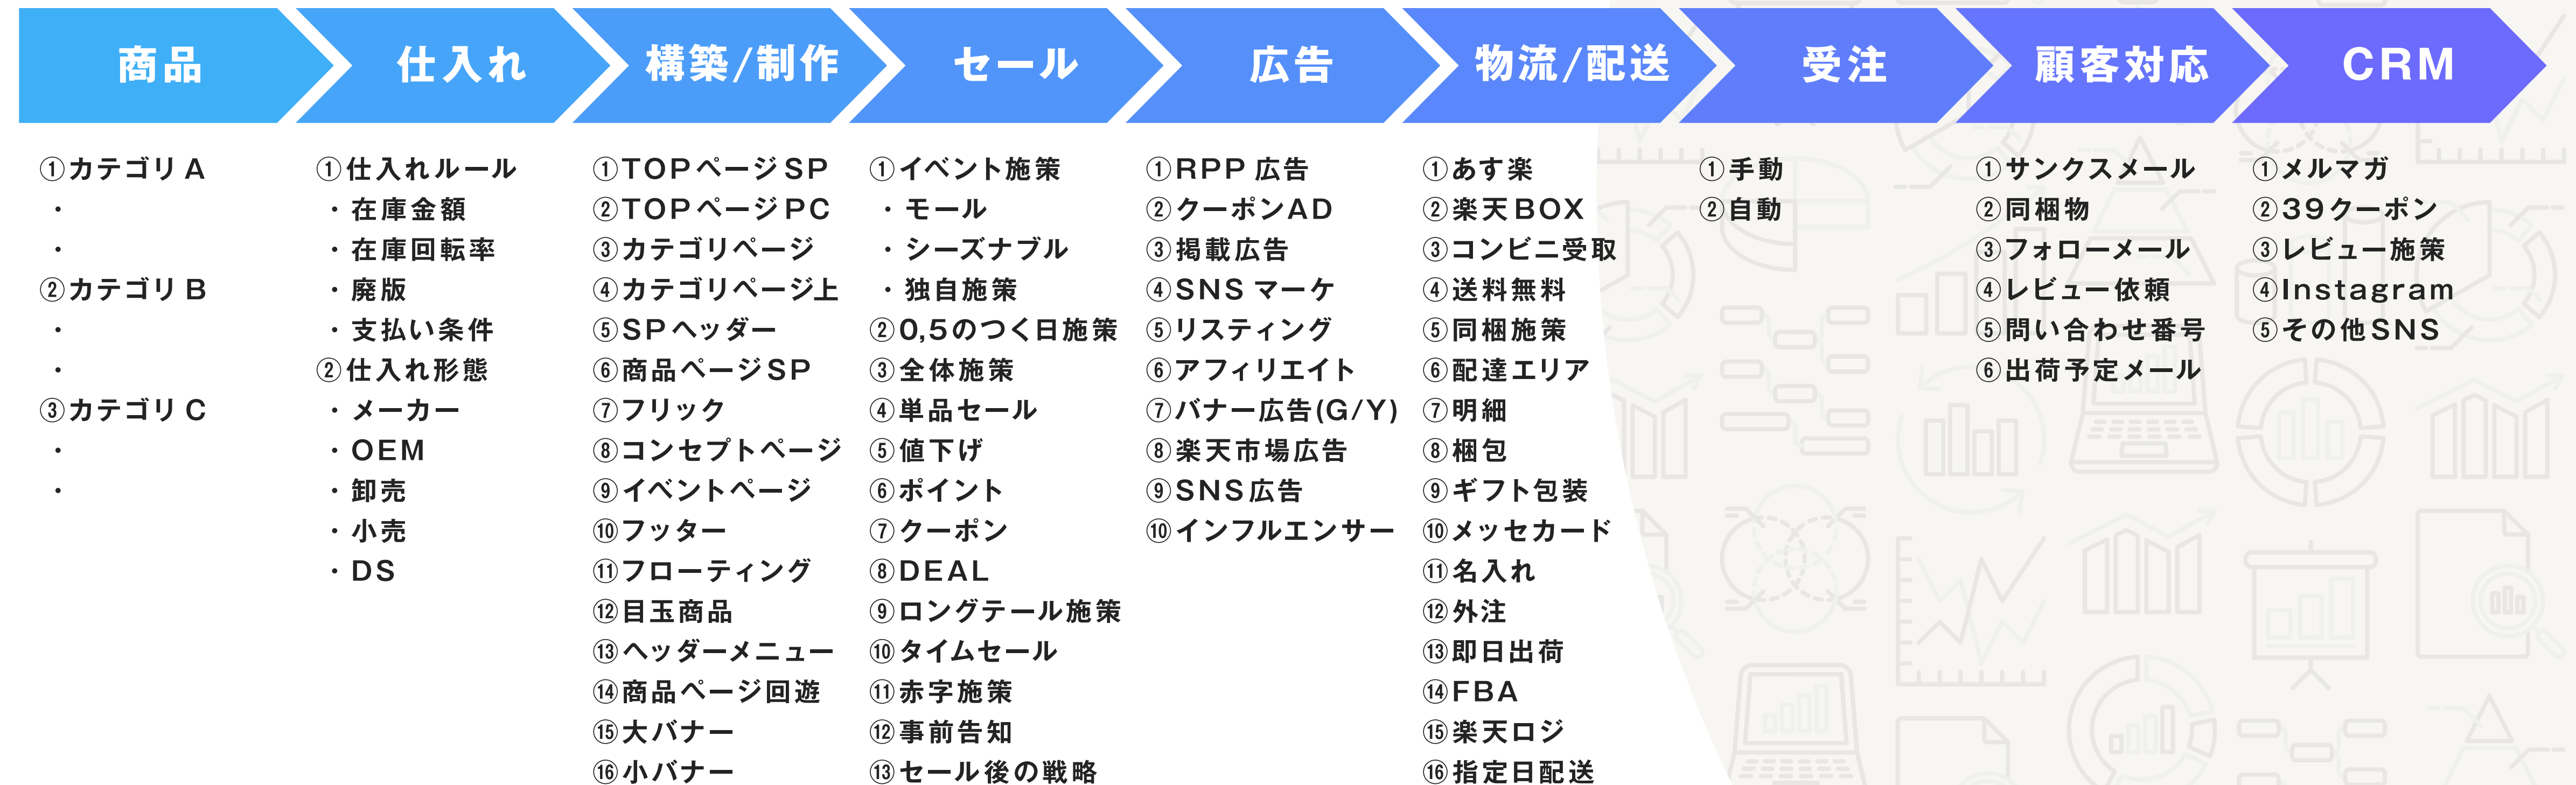 商品
仕入れ
構築/制作
セール
広告
物流/配送
受注
顧客対応
CRM
①カテゴリ A
・
・
②カテゴリ B
・
・
③カテゴリ C
・
・
①仕入れルール
・在庫金額
・在庫回転率
・廃版
・支払い条件
②仕入れ形態
・メーカー
・OEM
・卸売
・小売
・DS
①TOPページSP
②TOPページPC
③カテゴリページ
④カテゴリページ上
⑤SPヘッダー
⑥商品ページSP
⑦フリック
⑧コンセプトページ
⑨イベントページ
⑩フッター
⑪フローティング
⑫目玉商品
⑬ヘッダーメニュー
⑭商品ページ回遊
⑮大バナー
⑯小バナー
①イベント施策
・モール
・シーズナブル
・独自施策
②0,5のつく日施策
③全体施策
④単品セール
⑤値下げ
⑥ポイント
⑦クーポン
⑧DEAL
⑨ロングテール施策
⑩タイムセール
⑪赤字施策
⑫事前告知
⑬セール後の戦略
①RPP 広告
②クーポンAD
③掲載広告
④SNS マーケ
⑤リスティング
⑥アフィリエイト
⑦バナー広告(G/Y)
⑧楽天市場広告
⑨SNS広告
⑩インフルエンサー
①あす楽
②楽天BOX
③コンビニ受取
④送料無料
⑤同梱施策
⑥配達エリア
⑦明細
⑧梱包
⑨ギフト包装
⑩メッセカード
⑪名入れ
⑫外注
⑬即日出荷
⑭FBA
⑮楽天ロジ
⑯指定日配送
①手動
②自動
①サンクスメール
②同梱物
③フォローメール
④レビュー依頼
⑤問い合わせ番号
⑥出荷予定メール
①メルマガ
②39クーポン
③レビュー施策
④Instagram
⑤その他SNS